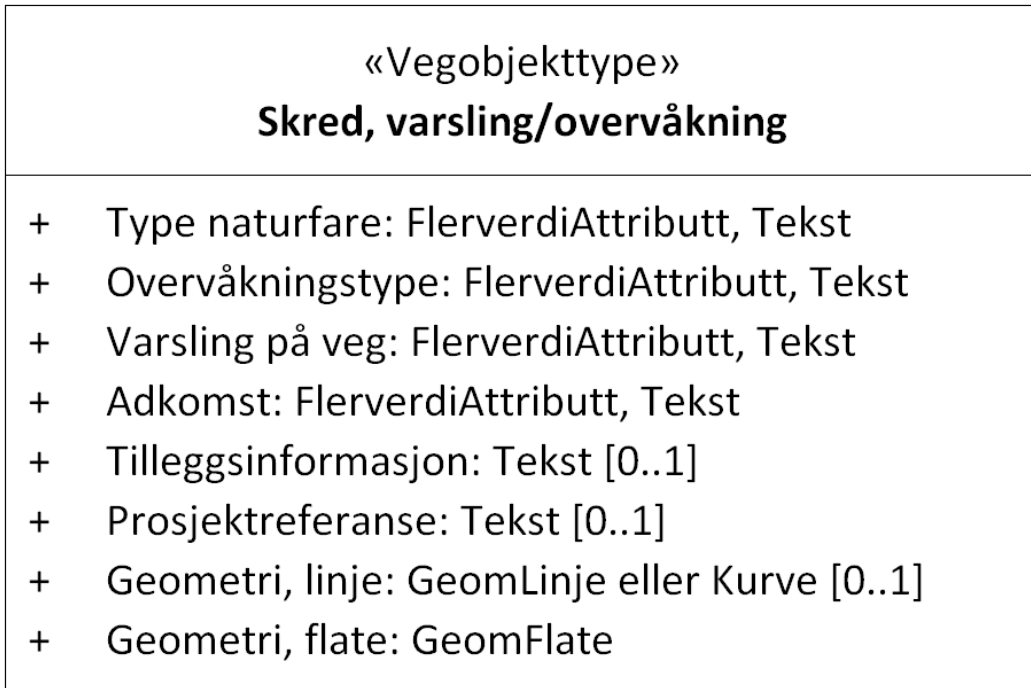 «Vegobjekttype»
Skred, varsling/overvåkning
+ Type naturfare: FlerverdiAttributt, Tekst
+ Overvåkningstype: FlerverdiAttributt, Tekst
+ Varsling på veg: FlerverdiAttributt, Tekst
+ Adkomst: FlerverdiAttributt, Tekst
+ Tilleggsinformasjon: Tekst [0..1]
+ Prosjektreferanse: Tekst [0..1]
+ Geometri, linje: GeomLinje eller Kurve [0..1]
+ Geometri, flate: GeomFlate